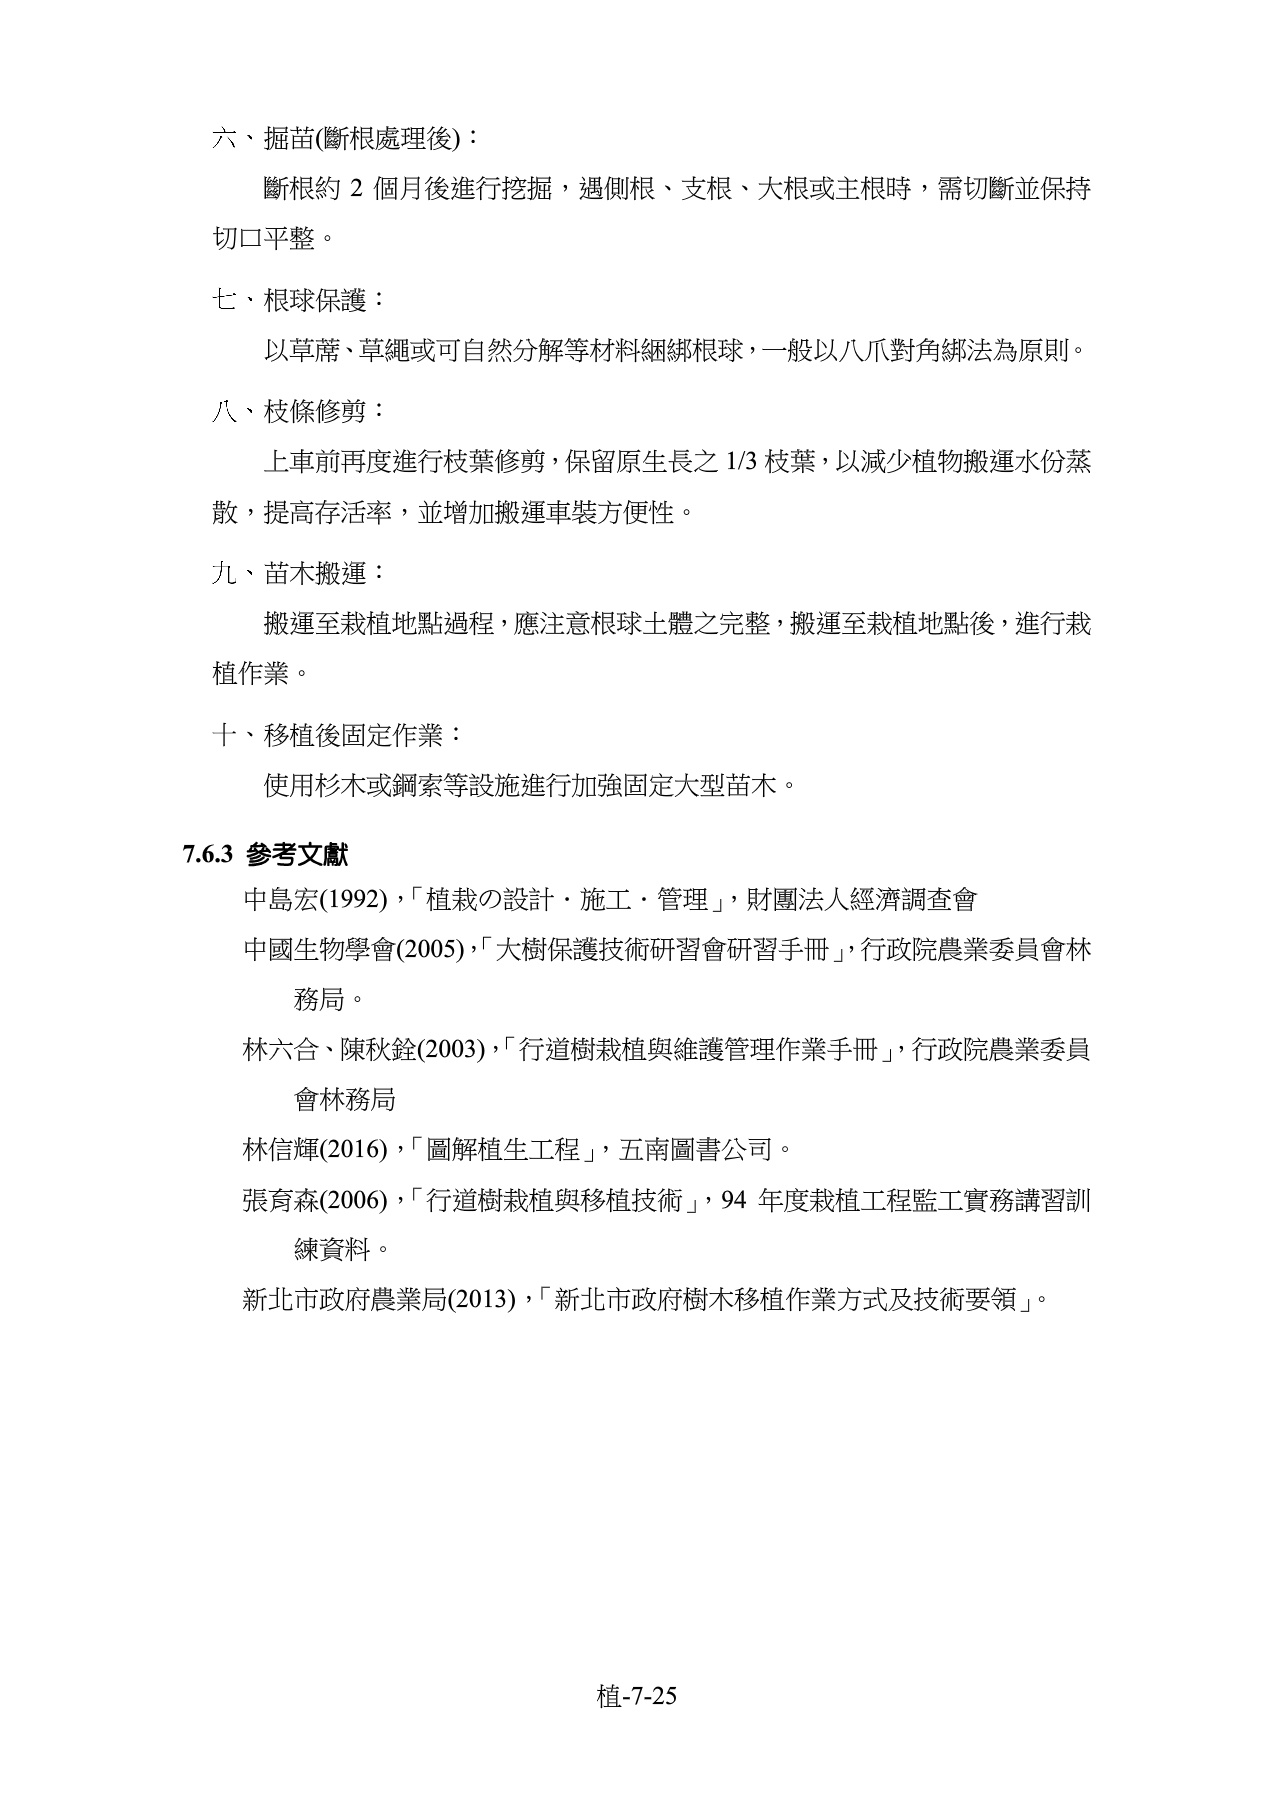 六、掘苗(斷根處理後)：
斷根約 2 個月後進行挖掘，遇側根、支根、大根或主根時，需切斷並保持
切口平整。
七、根球保護：
以草蓆、草繩或可自然分解等材料綑綁根球，一般以八爪對角綁法為原則。
八、枝條修剪：
上車前再度進行枝葉修剪，保留原生長之 1/3 枝葉，以減少植物搬運水份蒸
散，提高存活率，並增加搬運車裝方便性。
九、苗木搬運：
搬運至栽植地點過程，應注意根球土體之完整，搬運至栽植地點後，進行栽
植作業。
十、移植後固定作業：
使用杉木或鋼索等設施進行加強固定大型苗木。
7.6.3 參考文獻
中島宏(1992)，「植栽の設計．施工．管理」，財團法人經濟調查會
中國生物學會(2005)，「大樹保護技術研習會研習手冊」，行政院農業委員會林
務局。
林六合、陳秋銓(2003)，「行道樹栽植與維護管理作業手冊」，行政院農業委員
會林務局
林信輝(2016)，「圖解植生工程」，五南圖書公司。
張育森(2006)，「行道樹栽植與移植技術」，94 年度栽植工程監工實務講習訓
練資料。
新北市政府農業局(2013)，「新北市政府樹木移植作業方式及技術要領」。
植-7-25